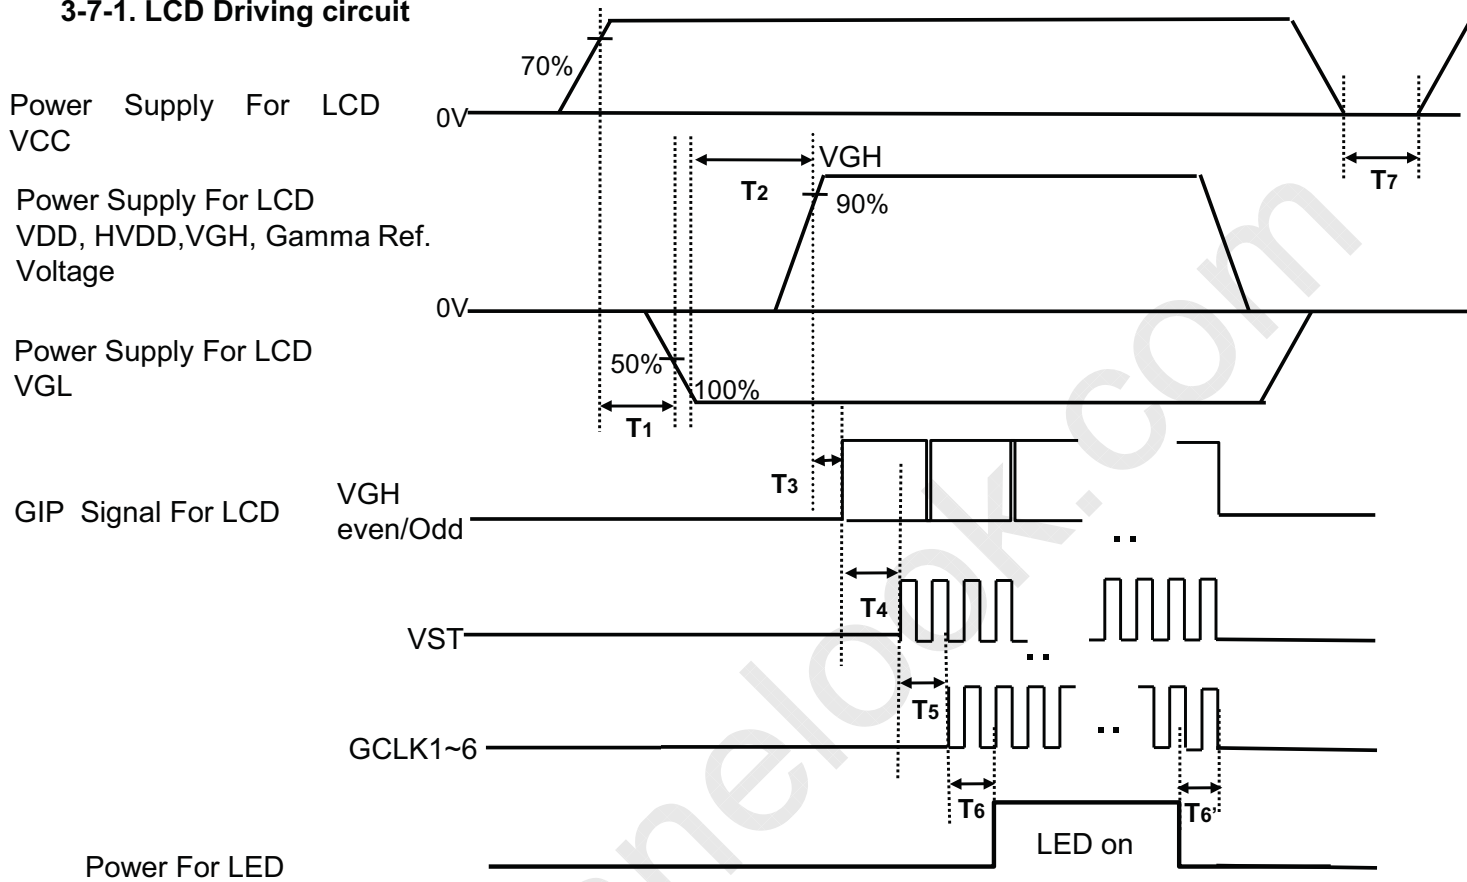 3-7-1. LCD Driving circuit
70%
Power Supply For LCD
VCC
0V
VGH
T2
T7
90%
Power Supply For LCD
VDD, HVDD,VGH, Gamma Ref.
Voltage
0V
Power Supply For LCD
VGL
50%
100%
T1
T3
GIP Signal For LCD
VGH
even/Odd
..
T4
VST
..
T5
GCLK1~6
..
T6
T6'
LED on
Power For LED
nelook.com